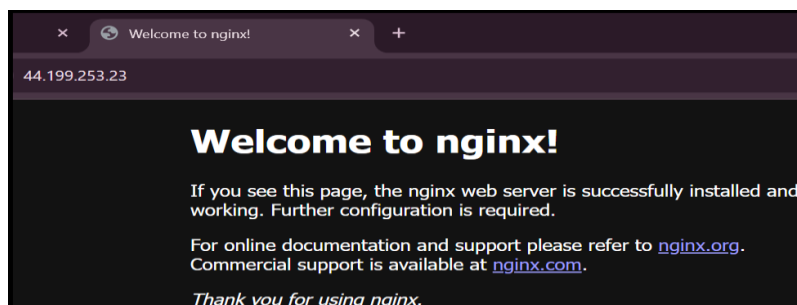 Welcome to nginx!
44.199.253.23
Welcome to nginx!
If you see this page, the nginx web server is successfully installed and
working. Further configuration is required.
For online documentation and support please refer to nginx.org.
Commercial support is available at nginx.com.
Thank you for using nginx.